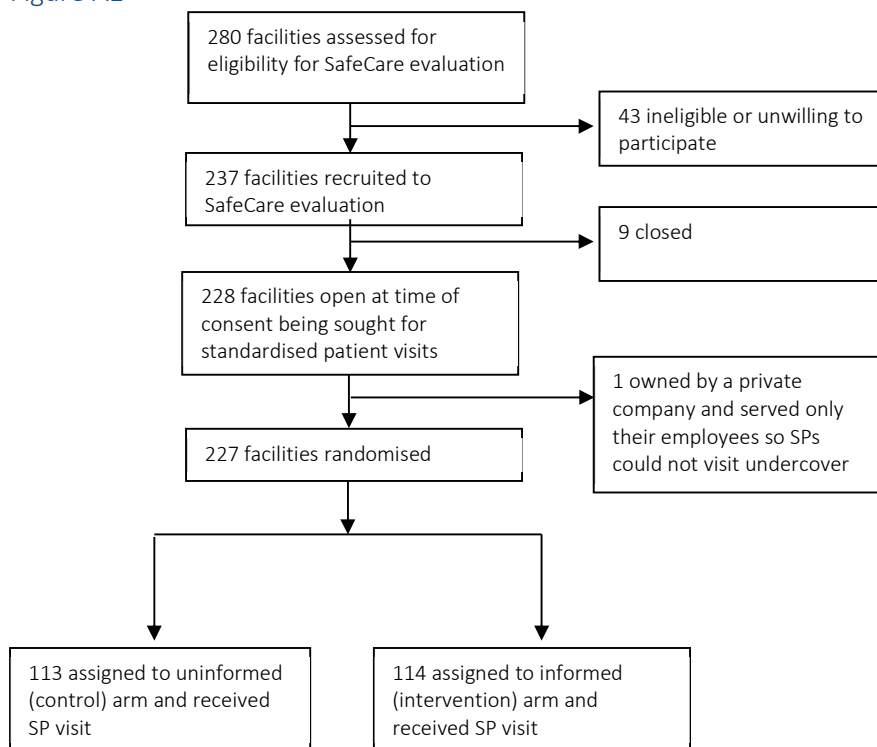 280 facilities assessed for
eligibility for SafeCare evaluation
43 ineligible or unwilling to
participate
237 facilities recruited to
SafeCare evaluation
9 closed
228 facilities open at time of
consent being sought for
standardised patient visits
1 owned by a private
company and served only
their employees so SPs
could not visit undercover
227 facilities randomised
113 assigned to uninformed
(control) arm and received
SP visit
114 assigned to informed
(intervention) arm and
received SP visit